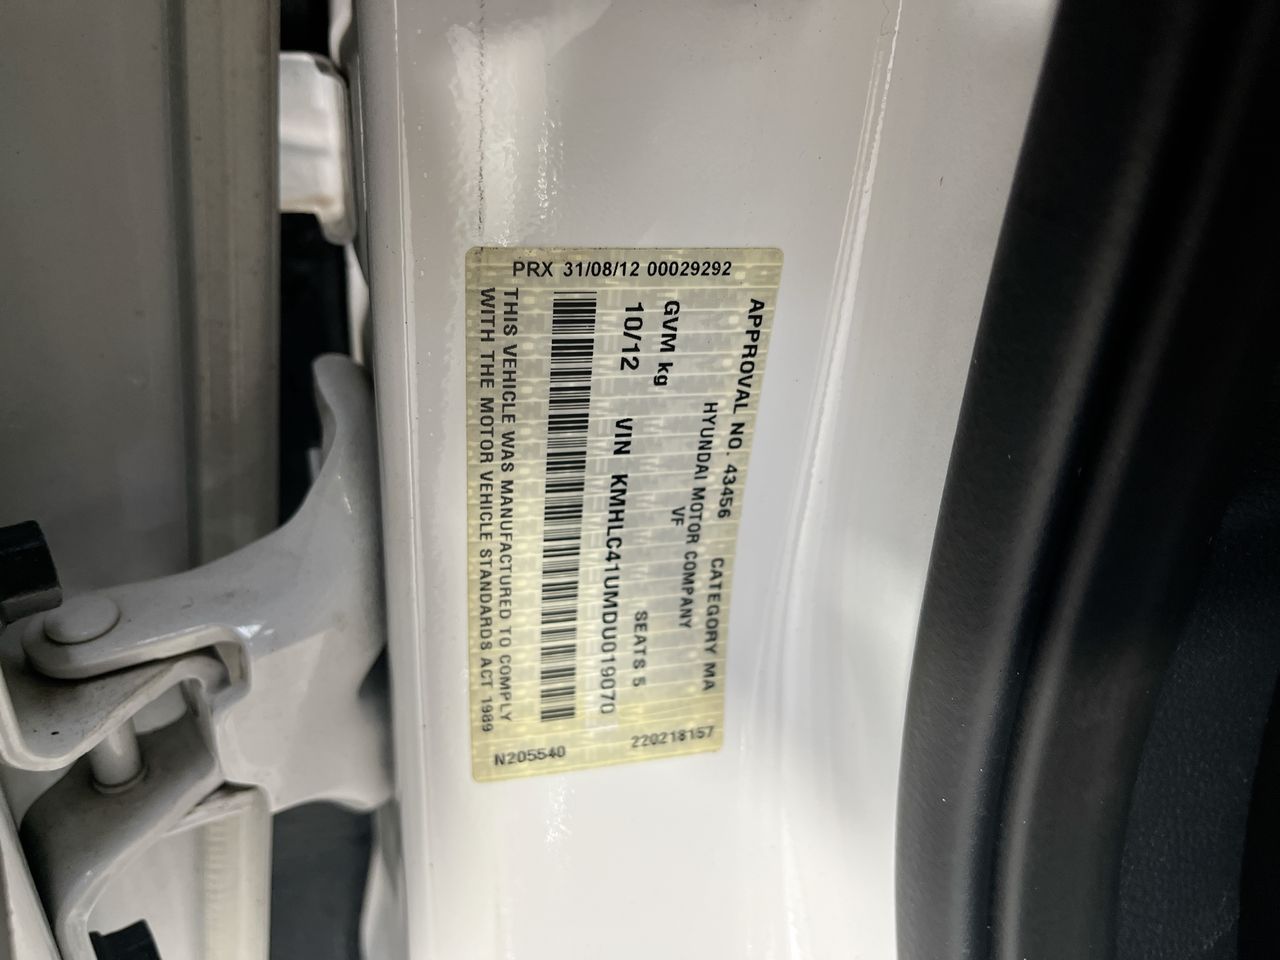 PRX 31/08/12 00029292
APPROVAL NO. 43456 CATEGORY MA
HYUNDAI MOTOR COMPANY
VF
GVM kg SEATS 5
10/12 VIN KMHLC41UMDU019070
THIS VEHICLE WAS MANUFACTURED TO COMPLY
WITH THE MOTOR VEHICLE STANDARDS ACT 1989
N205540 220218157